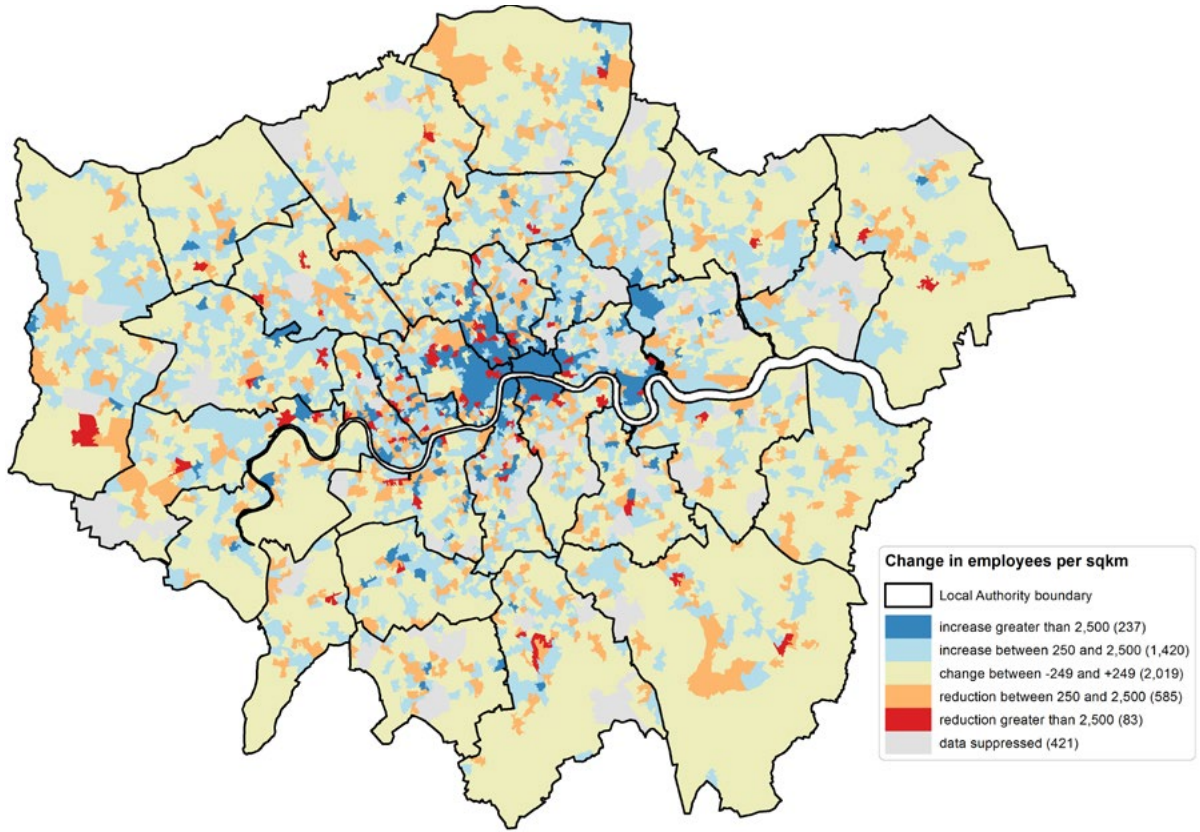 Change in employees per sqkm
Local Authority boundary
increase greater than 2,500 (237)
increase between 250 and 2,500 (1,420)
change between -249 and +249 (2,019)
reduction between 250 and 2,500 (585)
reduction greater than 2,500 (83)
data suppressed (421)